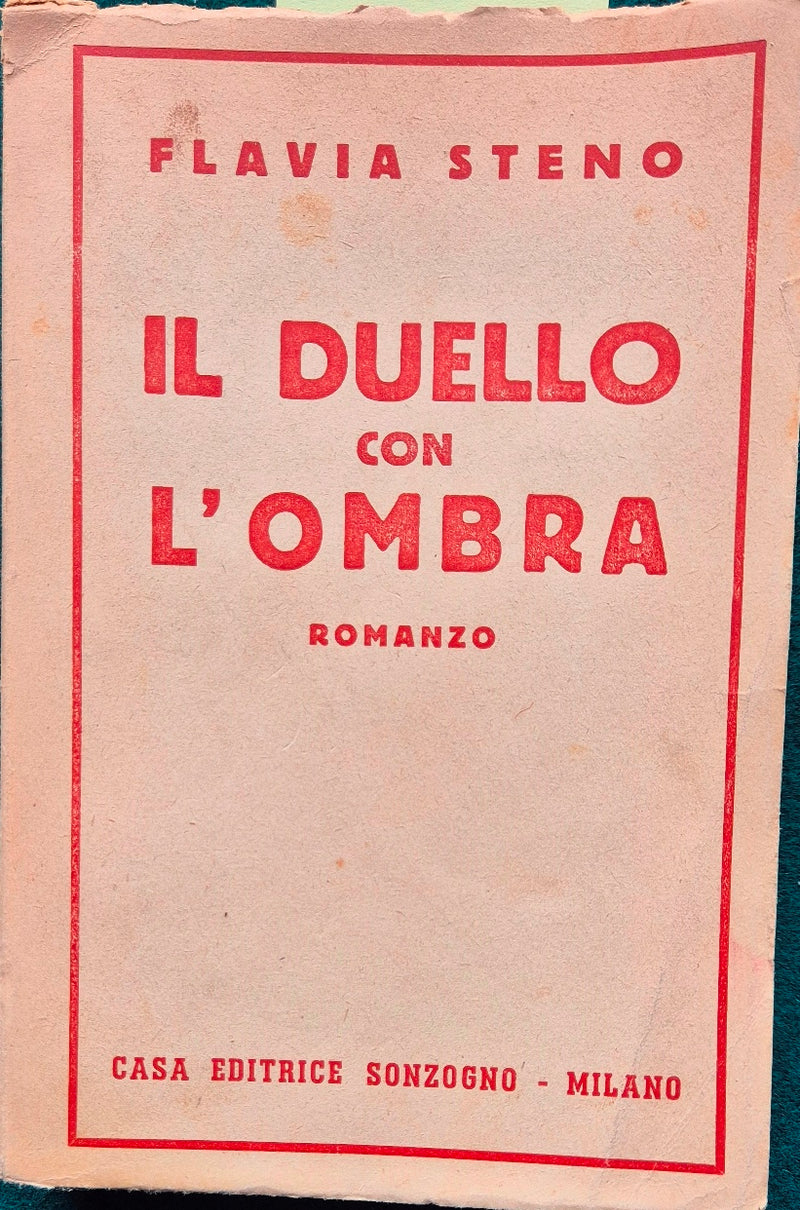 FLAVIA STENO
IL DUELLO
CON
L'OMBRA
ROMANZO
CASA EDITRICE SONZOGNO - MILANO